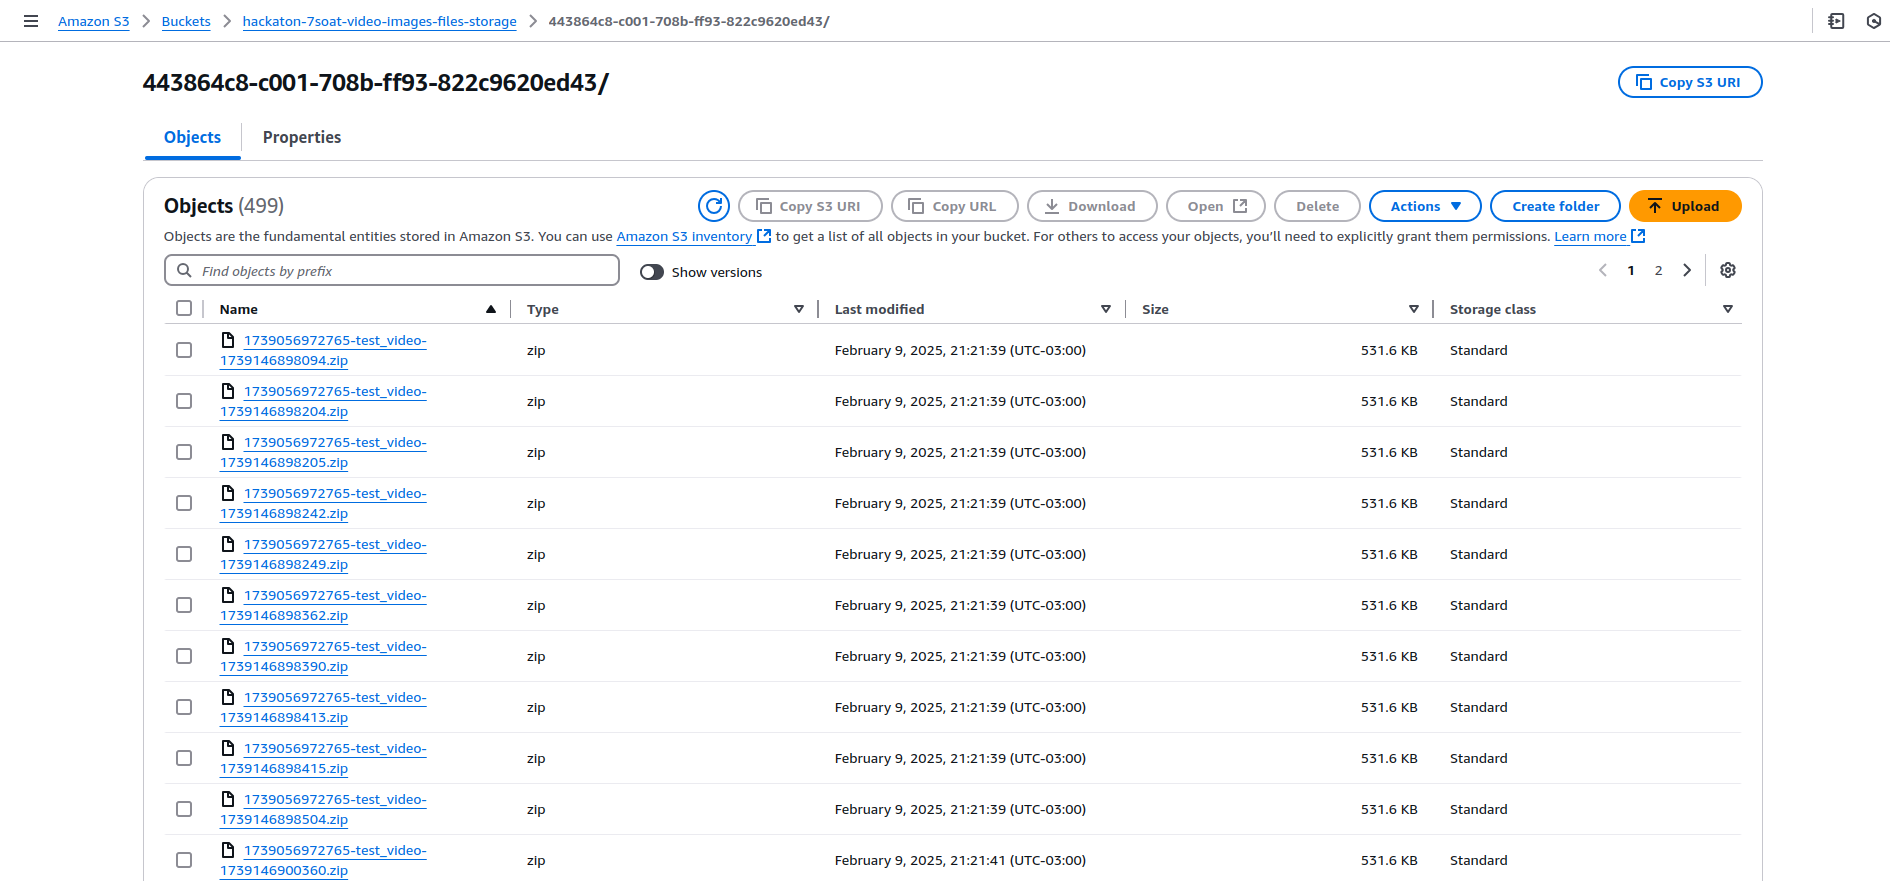 Amazon S3 Buckets hackaton-7soat-video-images-files-storage 443864c8-c001-708b-ff93-822c9620ed43/
443864c8-c001-708b-ff93-822c9620ed43/
Copy S3 URI
Objects Properties
Objects (499)
Copy S3 URI Copy URL Download Open Delete Actions Create folder Upload
Objects are the fundamental entities stored in Amazon S3. You can use Amazon S3 inventory to get a list of all objects in your bucket. For others to access your objects, you'll need to explicitly grant them permissions. Learn more
Find objects by prefix Show versions 1 2
Name Type Last modified Size Storage class
1739056972765-test_video-
1739146898094.zip
zip February 9, 2025, 21:21:39 (UTC-03:00) 531.6 KB Standard
1739056972765-test_video-
1739146898204.zip
zip February 9, 2025, 21:21:39 (UTC-03:00) 531.6 KB Standard
1739056972765-test_video-
1739146898205.zip
zip February 9, 2025, 21:21:39 (UTC-03:00) 531.6 KB Standard
1739056972765-test_video-
1739146898242.zip
zip February 9, 2025, 21:21:39 (UTC-03:00) 531.6 KB Standard
1739056972765-test_video-
1739146898249.zip
zip February 9, 2025, 21:21:39 (UTC-03:00) 531.6 KB Standard
1739056972765-test_video-
1739146898362.zip
zip February 9, 2025, 21:21:39 (UTC-03:00) 531.6 KB Standard
1739056972765-test_video-
1739146898390.zip
zip February 9, 2025, 21:21:39 (UTC-03:00) 531.6 KB Standard
1739056972765-test_video-
1739146898413.zip
zip February 9, 2025, 21:21:39 (UTC-03:00) 531.6 KB Standard
1739056972765-test_video-
1739146898415.zip
zip February 9, 2025, 21:21:39 (UTC-03:00) 531.6 KB Standard
1739056972765-test_video-
1739146898504.zip
zip February 9, 2025, 21:21:39 (UTC-03:00) 531.6 KB Standard
1739056972765-test_video-
1739146900360.zip
zip February 9, 2025, 21:21:41 (UTC-03:00) 531.6 KB Standard